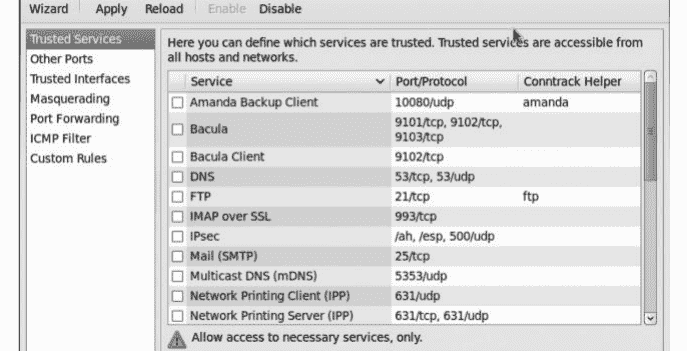 Wizard Apply Reload Enable Disable
Trusted Services
Other Ports
Trusted Interfaces
Masquerading
Port Forwarding
ICMP Filter
Custom Rules
Here you can define which services are trusted. Trusted services are accessible from
all hosts and networks.
Service Port/Protocol Conntrack Helper
Amanda Backup Client 10080/udp amanda
Bacula 9101/tcp, 9102/tcp,
9103/tcp
Bacula Client 9102/tcp
DNS 53/tcp, 53/udp
FTP 21/tcp ftp
IMAP over SSL 993/tcp
IPsec /ah, /esp, 500/udp
Mail (SMTP) 25/tcp
Multicast DNS (mDNS) 5353/udp
Network Printing Client (IPP) 631/udp
Network Printing Server (IPP) 631/tcp, 631/udp
Allow access to necessary services, only.